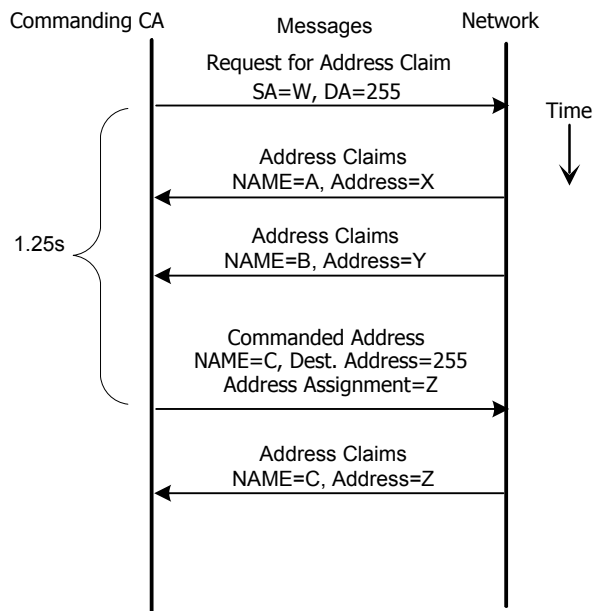 Commanding CA
Messages
Network
Request for Address Claim
SA=W, DA=255
Time
Address Claims
NAME=A, Address=X
1.25s
Address Claims
NAME=B, Address=Y
Commanded Address
NAME=C, Dest. Address=255
Address Assignment=Z
Address Claims
NAME=C, Address=Z